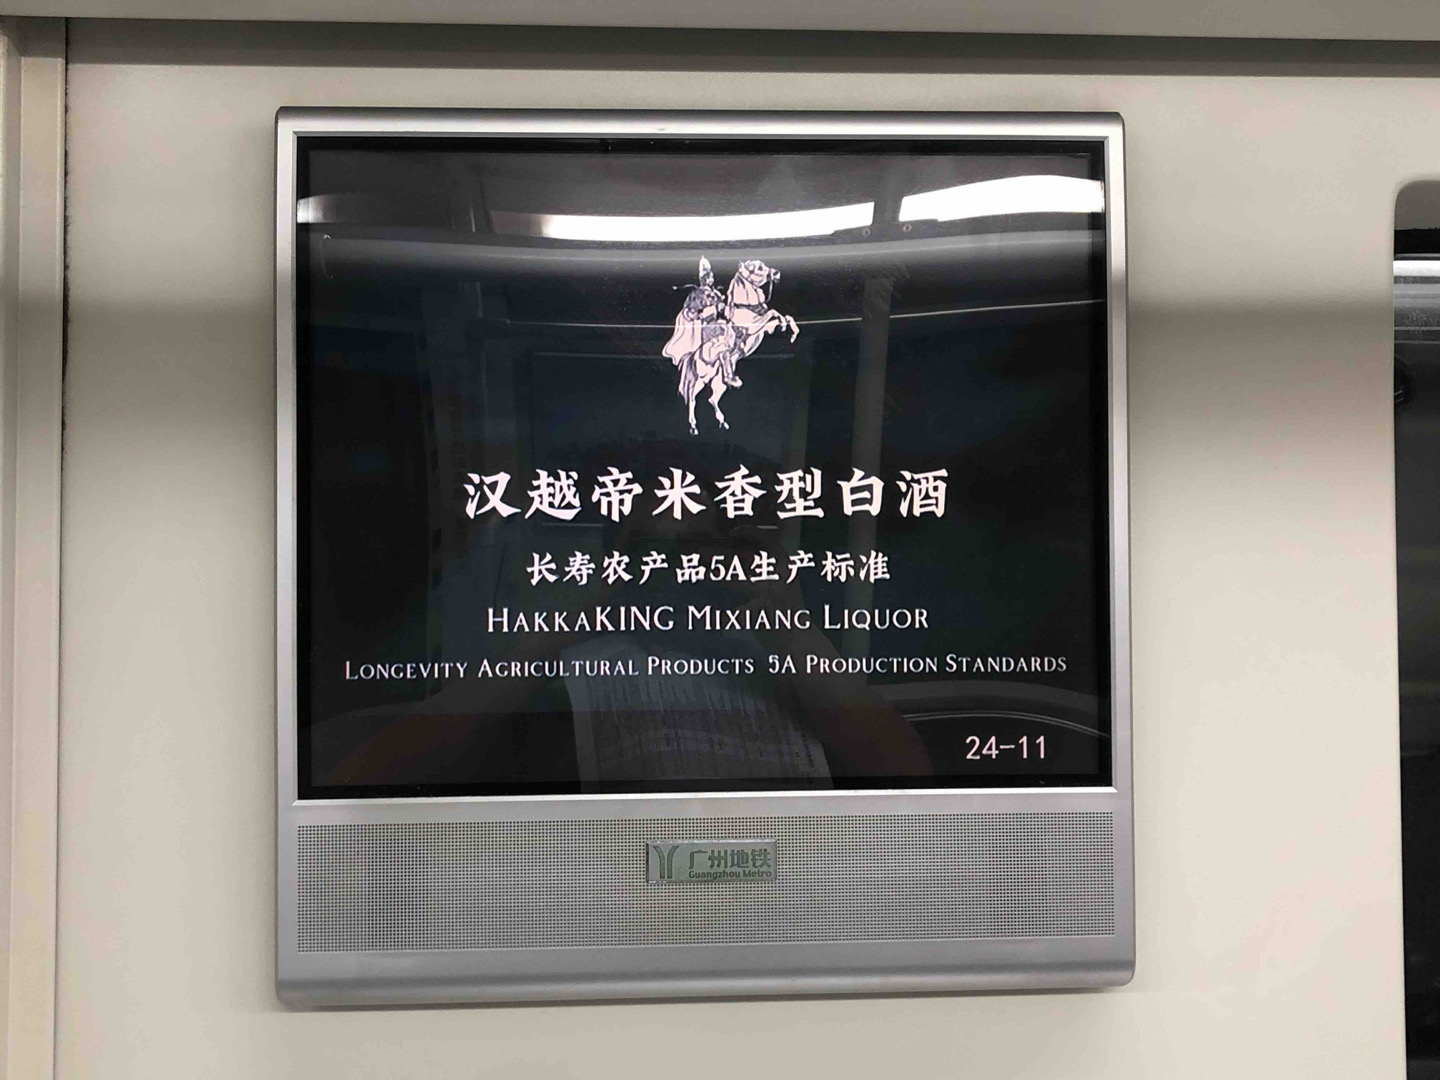 汉越帝米香型白酒
长寿农产品5A生产标准
HAKKAKING MIXIANG LIQUOR
LONGEVITY AGRICULTURAL PRODUCTS 5A PRODUCTION STANDARDS
24-11
广州地铁
Guangzhou Metro